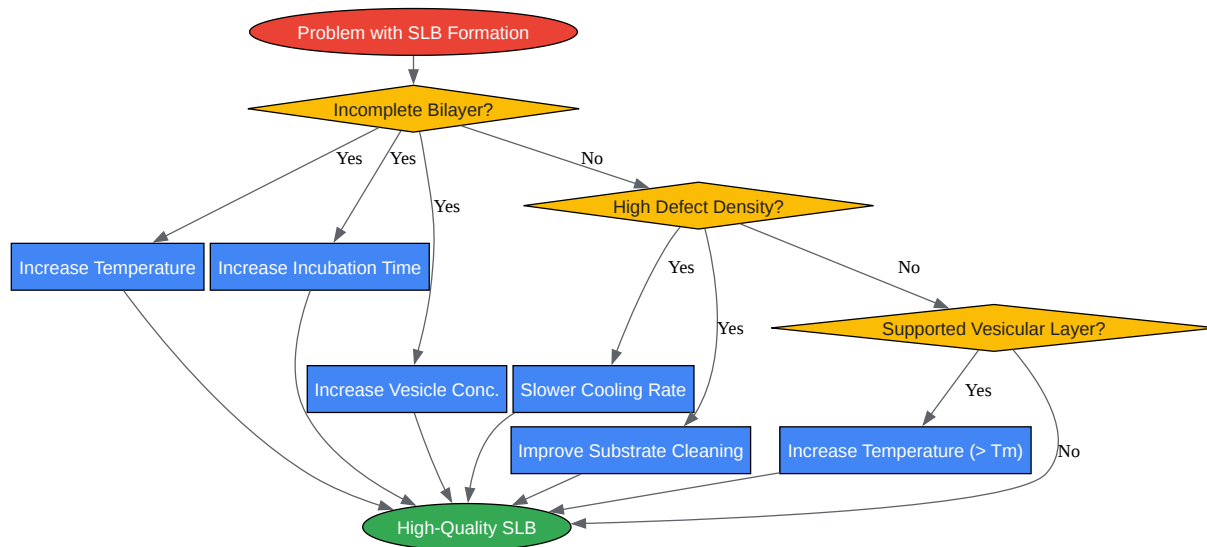 Problem with SLB Formation
Incomplete Bilayer?
Yes
Yes
No
Yes
High Defect Density?
Increase Temperature
Increase Incubation Time
Yes
No
Yes
Supported Vesicular Layer?
Increase Vesicle Conc.
Slower Cooling Rate
Yes
Improve Substrate Cleaning
Increase Temperature (> Tm)
No
High-Quality SLB